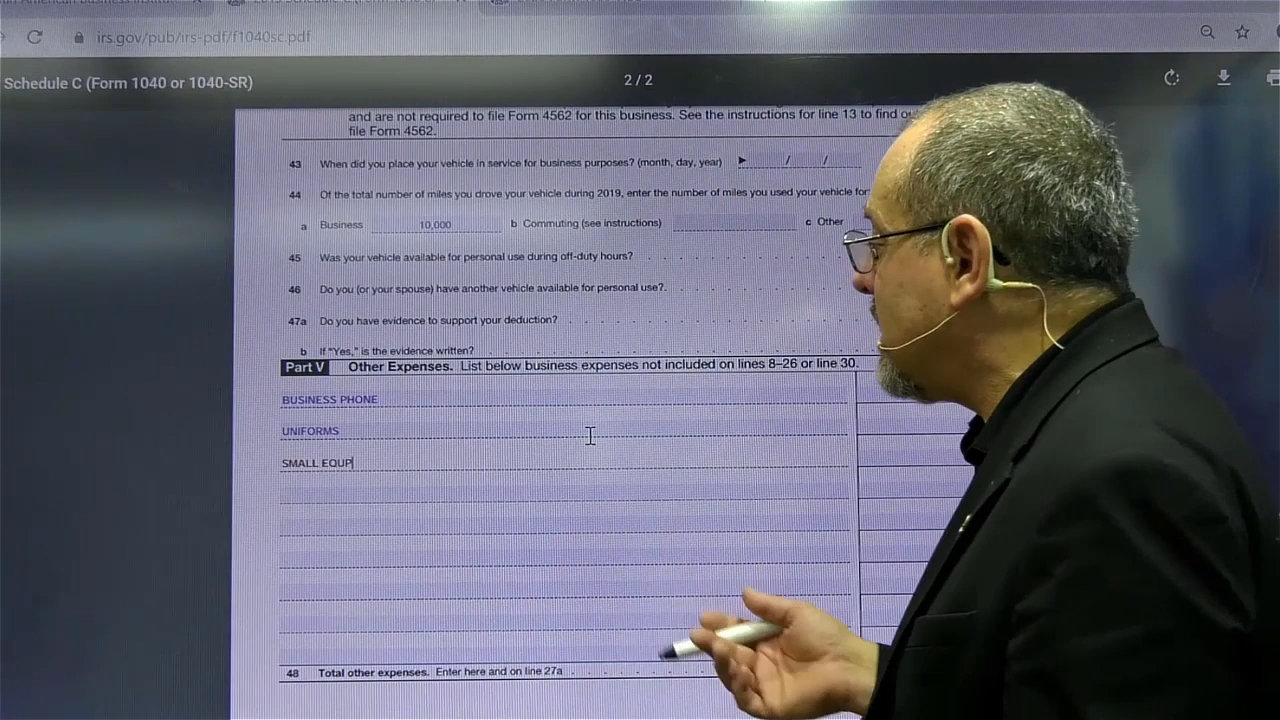 irs.gov/pub/irs-pdf/f1040sc.pdf
Schedule C (Form 1040 or 1040-SR)
2 / 2
and are not required to file Form 4562 for this business. See the instructions for line 13 to find
file Form 4562.
43 When did you place your vehicle in service for business purposes? (month, day, year) ▶ / /
44 Of the total number of miles you drove your vehicle during 2019, enter the number of miles you used your vehicle for:
a Business 10,000 b Commuting (see instructions) c Other
45 Was your vehicle available for personal use during off-duty hours?
46 Do you (or your spouse) have another vehicle available for personal use?.
47a Do you have evidence to support your deduction?
b If "Yes," is the evidence written?
Part V Other Expenses. List below business expenses not included on lines 8–26 or line 30.
BUSINESS PHONE
UNIFORMS
SMALL EQUP
48 Total other expenses. Enter here and on line 27a